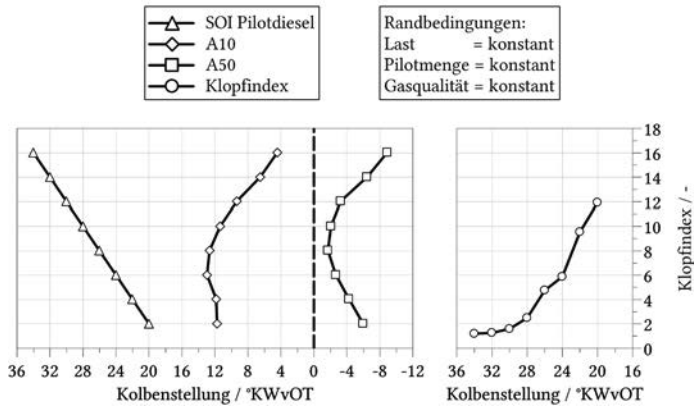 SOI Pilotdiesel
A10
A50
Klopfindex
Randbedingungen:
Last = konstant
Pilotmenge = konstant
Gasqualität = konstant
18
16
14
12
10
8
6
4
2
0
Klopfindex / -
36 32 28 24 20 16 12 8 4 0 -4 -8 -12
36 32 28 24 20 16
Kolbenstellung / °KWvOT
Kolbenstellung / °KWvOT